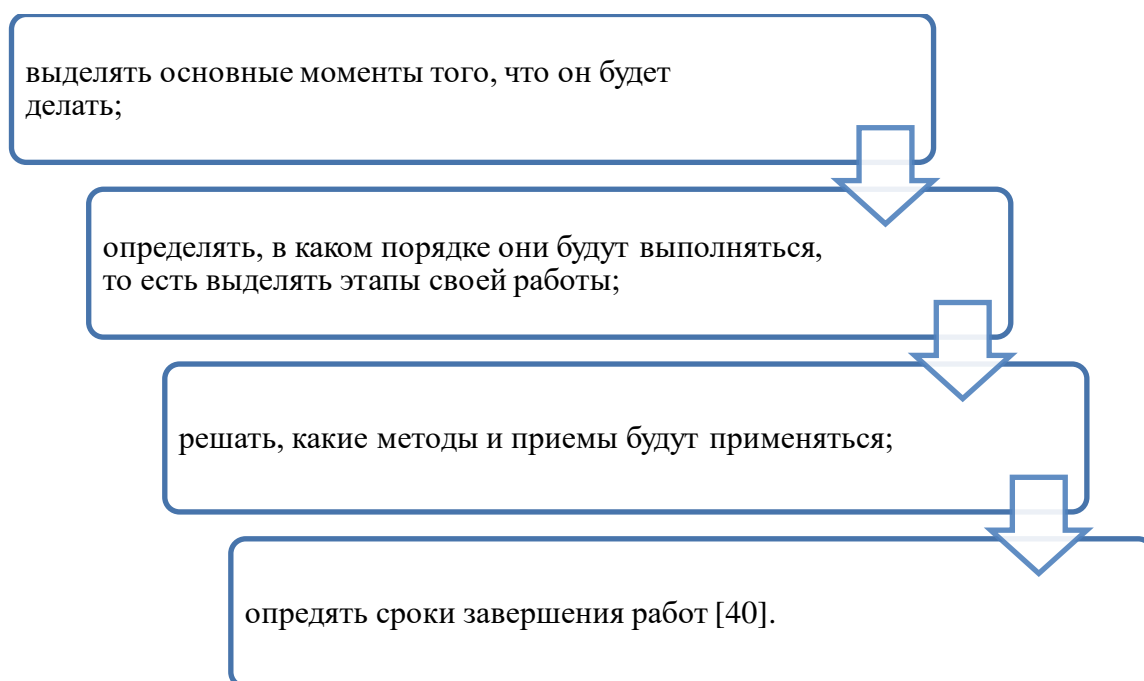 выделять основные моменты того, что он будет
делать;
определять, в каком порядке они будут выполняться,
то есть выделять этапы своей работы;
решать, какие методы и приемы будут применяться;
опредять сроки завершения работ [40].